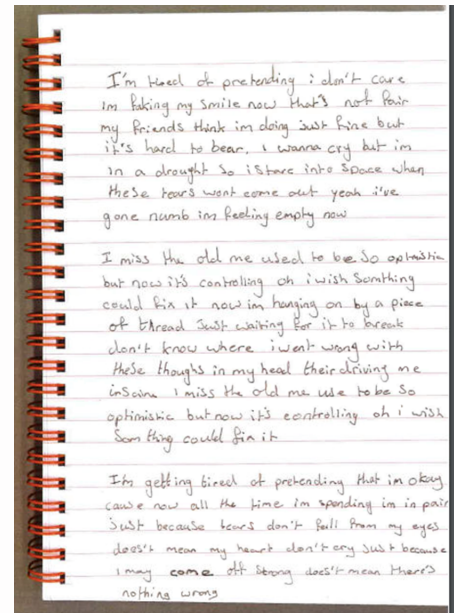 I'm tired of pretending i don't care
im faking my smile now that's not fair
my friends think im doing just fine but
it's hard to bear. I wanna cry but im
in a drought so i stare into space when
these tears wont come out yeah i've
gone numb im feeling empty now
I miss the old me used to be so optmistic
but now it's controlling oh i wish somthing
could fix it now im hanging on by a piece
of thread Just waiting for it to break
don't know where i went wrong with
these thoughs in my head their driving me
insaine I miss the old me use to be so
optimistic but now it's controlling oh i wish
Som thing could fix it
I'm getting tired of pretending that im okay
cause now all the time im spending im in pain
Just because tears don't fall from my eyes
does't mean my heart don't cry Just because
I may come off strong does't mean there's
nothing wrong